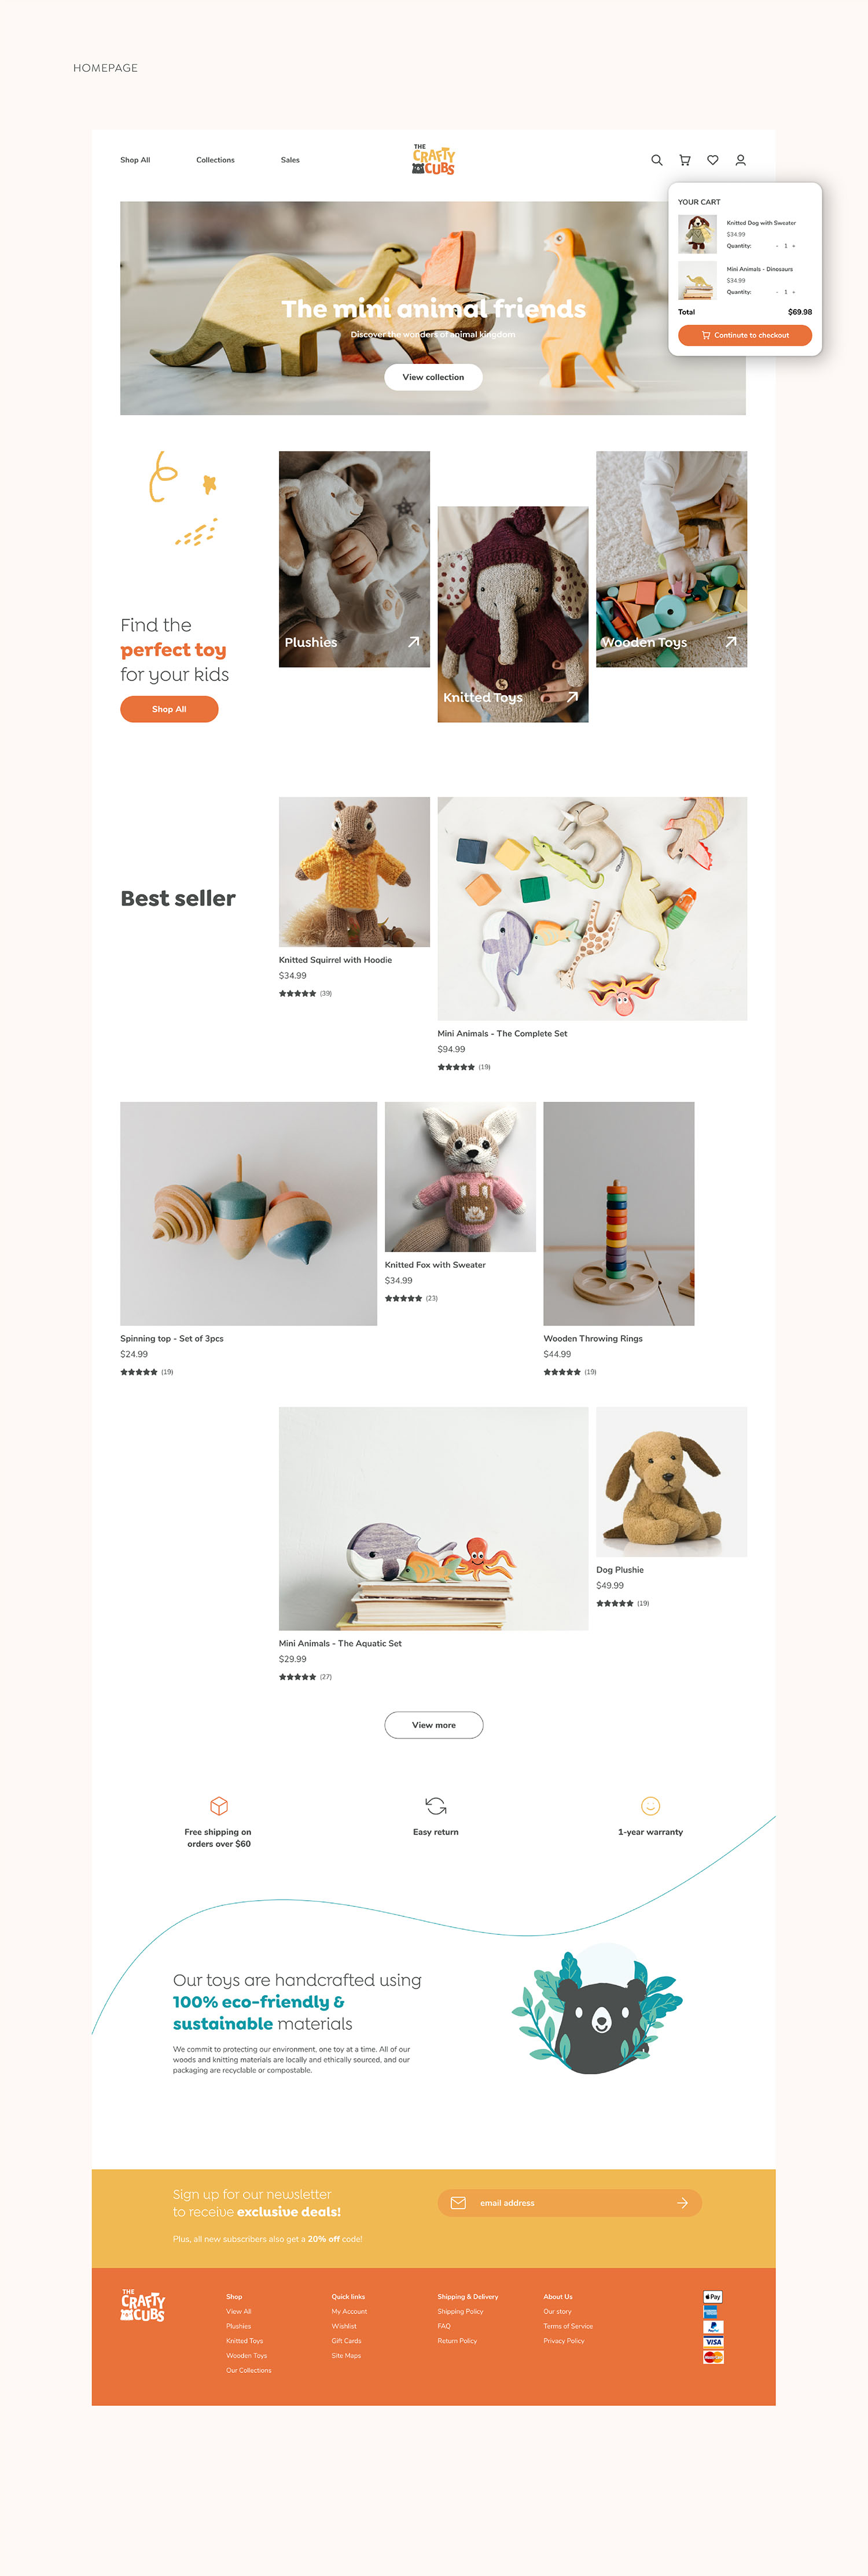 HOMEPAGE
Shop All
Collections
Sales
THE
CRAFTY
CUBS
YOUR CART
Knitted Dog with Sweater
$34.99
Quantity: - 1 +
Mini Animals - Dinosaurs
$34.99
Quantity: - 1 +
Total $69.98
Continute to checkout
The mini animal friends
Discover the wonders of animal kingdom
View collection
Find the
perfect toy
for your kids
Shop All
Plushies
Knitted Toys
Wooden Toys
Best seller
Knitted Squirrel with Hoodie
$34.99
(39)
Mini Animals - The Complete Set
$94.99
(19)
Spinning top - Set of 3pcs
$24.99
(19)
Knitted Fox with Sweater
$34.99
(23)
Wooden Throwing Rings
$44.99
(19)
Mini Animals - The Aquatic Set
$29.99
(27)
Dog Plushie
$49.99
(19)
View more
Free shipping on
orders over $60
Easy return
1-year warranty
Our toys are handcrafted using
100% eco-friendly &
sustainable materials
We commit to protecting our environment, one toy at a time. All of our
woods and knitting materials are locally and ethically sourced, and our
packaging are recyclable or compostable.
Sign up for our newsletter
to receive exclusive deals!
Plus, all new subscribers also get a 20% off code!
email address
THE
CRAFTY
CUBS
Shop
View All
Plushies
Knitted Toys
Wooden Toys
Our Collections
Quick links
My Account
Wishlist
Gift Cards
Site Maps
Shipping & Delivery
Shipping Policy
FAQ
Return Policy
About Us
Our story
Terms of Service
Privacy Policy
Pay
PayPal
VISA
MasterCard